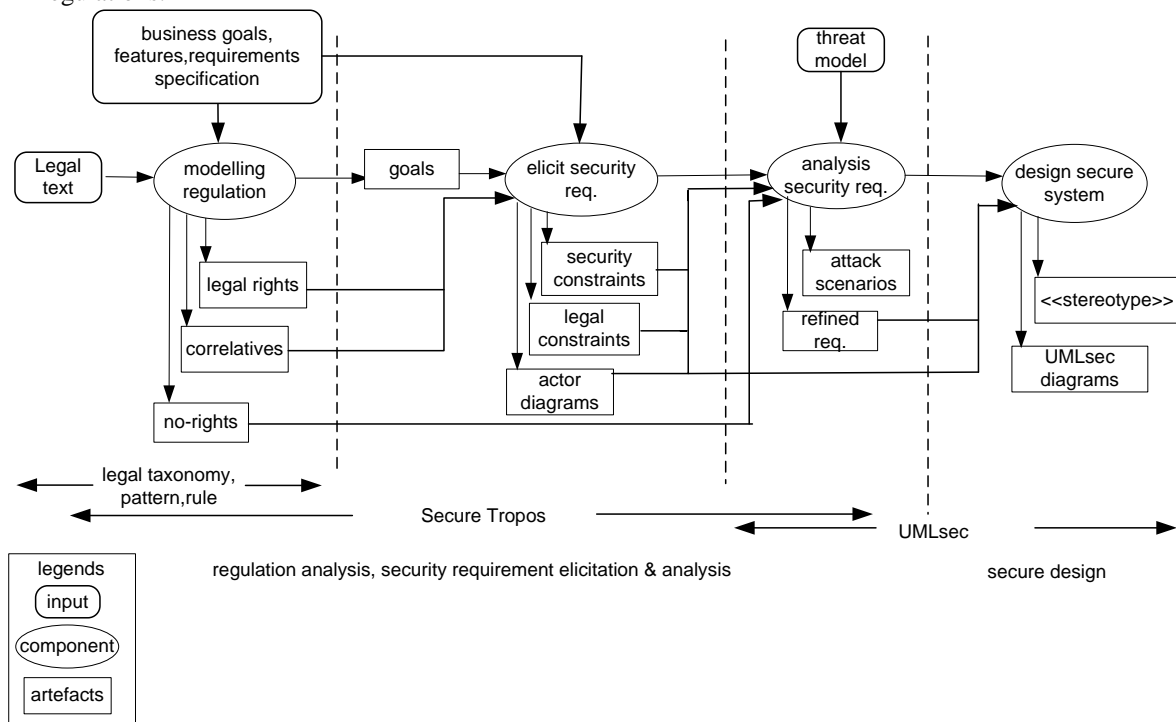 business goals,
features,requirements
specification
threat
model
Legal
text
modelling
regulation
goals
elicit security
req.
analysis
security req.
design secure
system
legal rights
correlatives
no-rights
security
constraints
legal
constraints
actor
diagrams
attack
scenarios
refined
req.
<<stereotype>>
UMLsec
diagrams
legal taxonomy,
pattern,rule
Secure Tropos
UMLsec
regulation analysis, security requirement elicitation & analysis
secure design
legends
input
component
artefacts